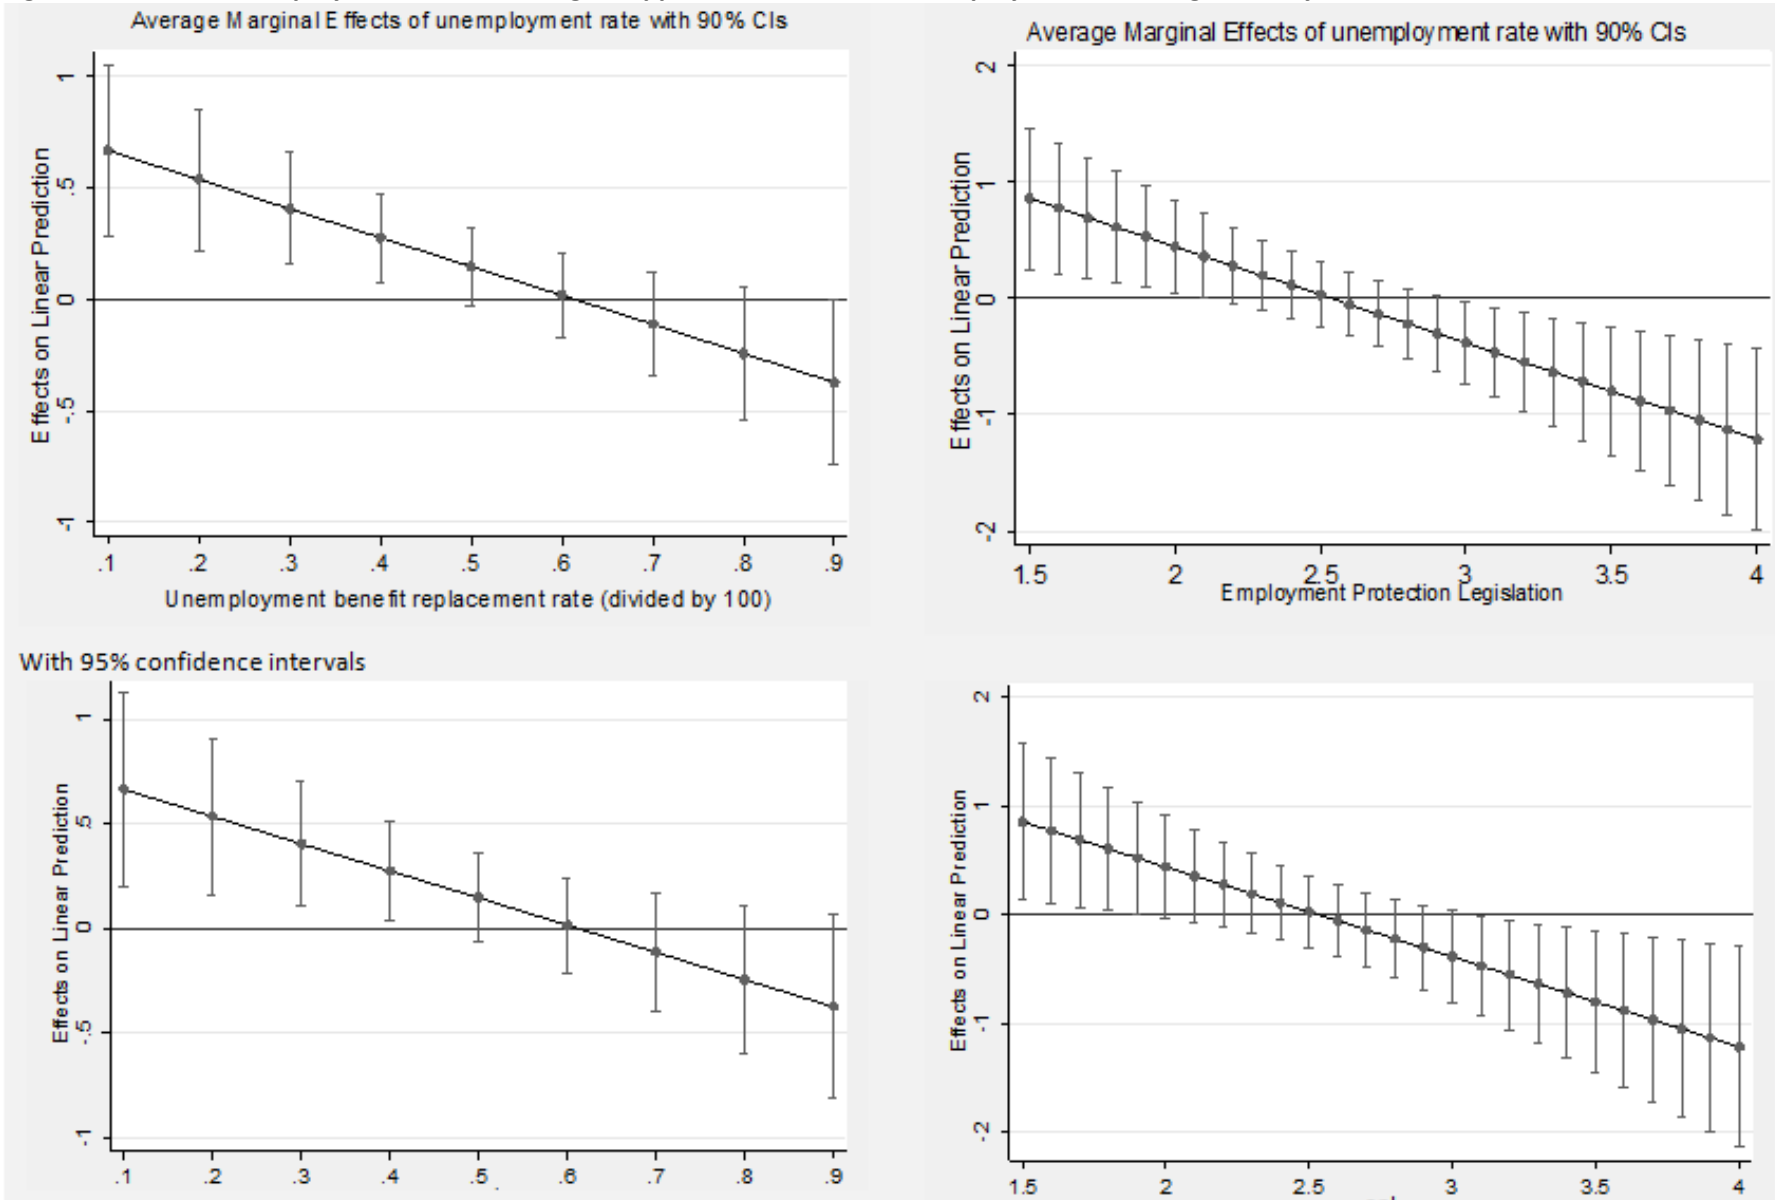 Average Marginal Effects of unemployment rate with 90% CIs
Effects on Linear Prediction
1
.5
0
-.5
-1
.1 .2 .3 .4 .5 .6 .7 .8 .9
Unemployment benefit replacement rate (divided by 100)
Average Marginal Effects of unemployment rate with 90% CIs
Effects on Linear Prediction
2
1
0
-1
-2
1.5 2 2.5 3 3.5 4
Employment Protection Legislation
With 95% confidence intervals
Effects on Linear Prediction
1
.5
0
-.5
-1
.1 .2 .3 .4 .5 .6 .7 .8 .9
Effects on Linear Prediction
2
1
0
-1
-2
1.5 2 2.5 3 3.5 4